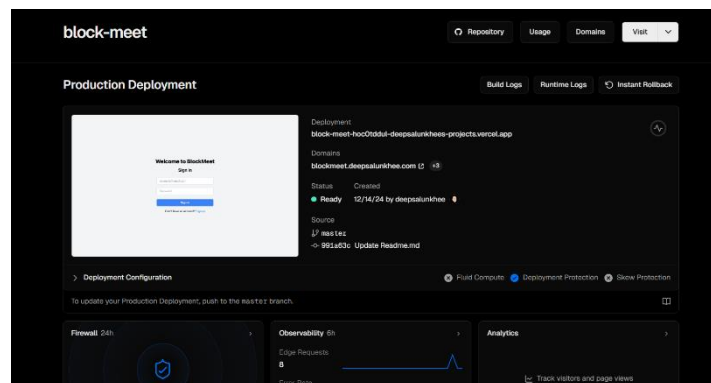 block-meet
Repository
Usage
Domains
Visit
Production Deployment
Build Logs
Runtime Logs
Instant Rollback
Welcome to BlockMeet
Sign in
Sign in
Deployment
block-meet-hoc0tddul-deepsalunkhees-projects.vercel.app
Domains
blockmeet.deepsalunkhee.com +3
Status Created
Ready 12/14/24 by deepsalunkhee
Source
master
991a63c Update Readme.md
Deployment Configuration
Fluid Compute
Deployment Protection
Skew Protection
To update your Production Deployment, push to the master branch.
Firewall 24h
Observability 6h
Edge Requests
8
Analytics
Track visitors and page views